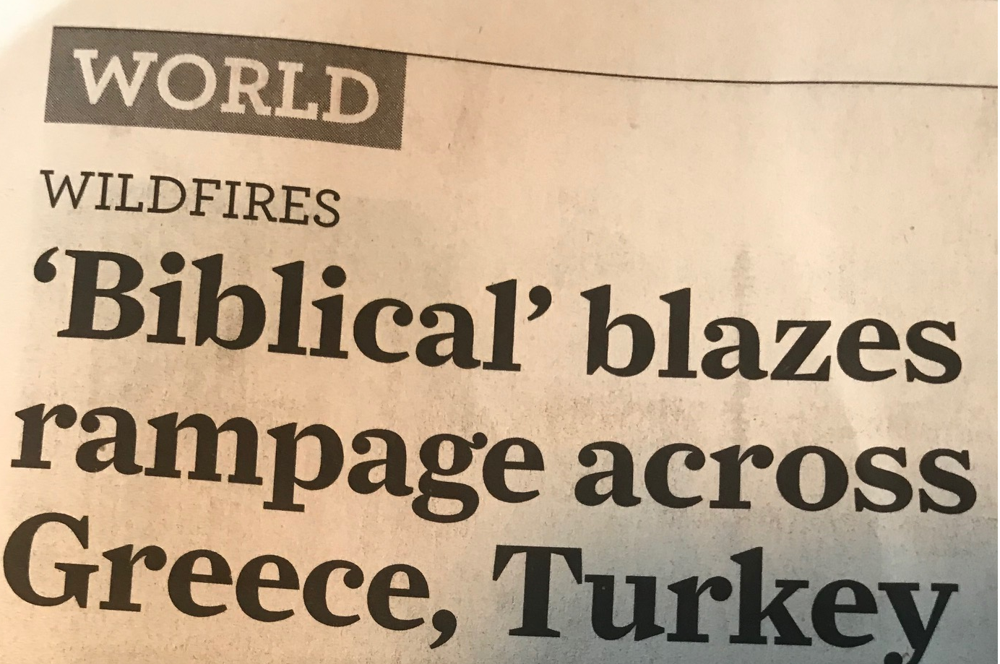 WORLD
WILDFIRES
‘Biblical’ blazes
rampage across
Greece, Turkey